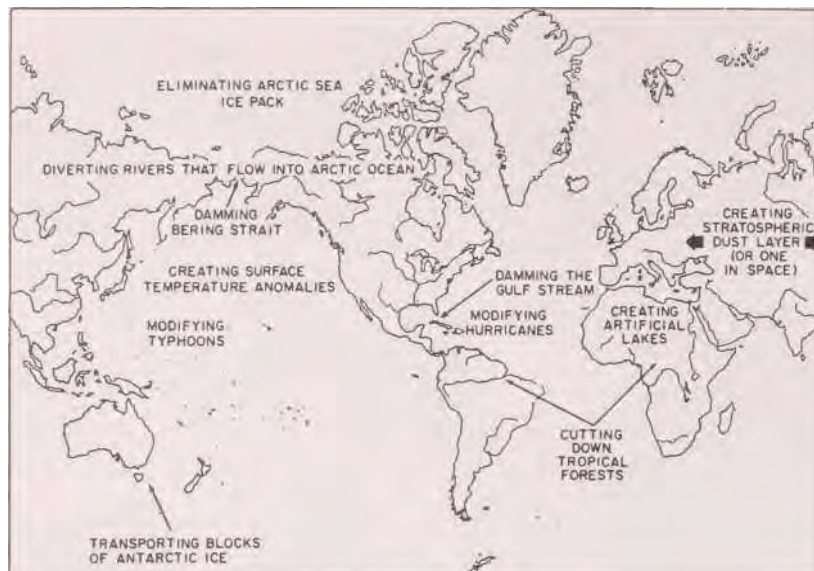 ELIMINATING ARCTIC SEA
ICE PACK
DIVERTING RIVERS THAT FLOW INTO ARCTIC OCEAN
DAMMING
BERING STRAIT
CREATING
STRATOSPHERIC
DUST LAYER
(OR ONE
IN SPACE)
CREATING SURFACE
TEMPERATURE ANOMALIES
DAMMING THE
GULF STREAM
MODIFYING
TYPHOONS
MODIFYING
HURRICANES
CREATING
ARTIFICIAL
LAKES
CUTTING
DOWN
TROPICAL
FORESTS
TRANSPORTING BLOCKS
OF ANTARCTIC ICE